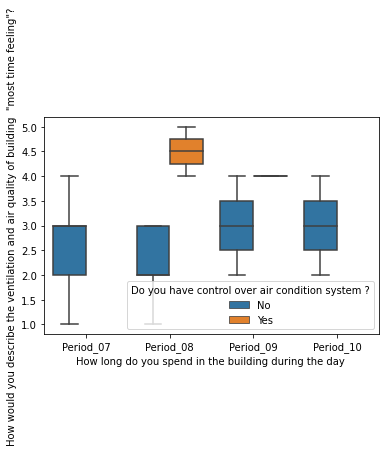 How would you describe the ventilation and air quality of building "most time feeling"?
5.0
4.5
4.0
3.5
3.0
2.5
2.0
1.5
1.0
Do you have control over air condition system ?
No
Yes
Period_07 Period_08 Period_09 Period_10
How long do you spend in the building during the day